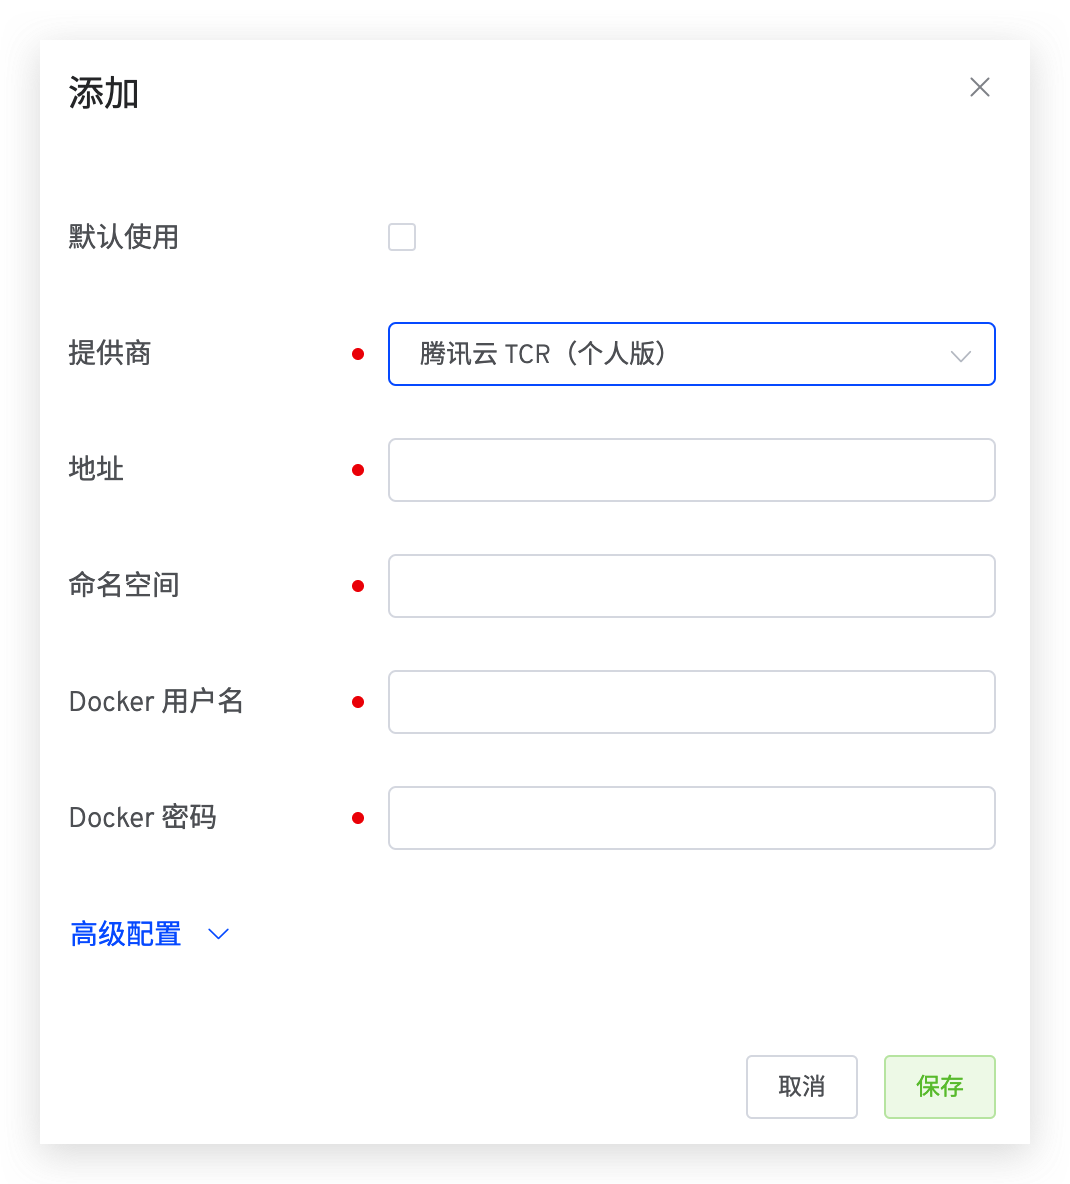 添加
默认使用
提供商
腾讯云 TCR（个人版）
地址
命名空间
Docker 用户名
Docker 密码
高级配置
取消
保存